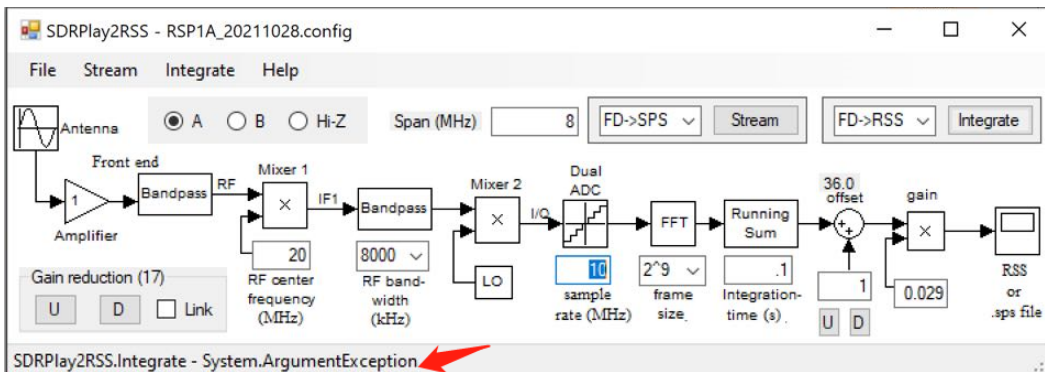 SDRPlay2RSS - RSP1A_20211028.config
File Stream Integrate Help
Antenna
A B Hi-Z
Span (MHz) 8
FD->SPS Stream
FD->RSS Integrate
Front end
1
Amplifier
Bandpass
RF
Mixer 1
×
IF1
Bandpass
Mixer 2
×
I/Q
Dual
ADC
FFT
Running
Sum
36.0
offset
++
gain
×
20
RF center
frequency
(MHz)
8000
RF band-
width
(kHz)
LO
10
sample
rate (MHz)
2^9
frame
size.
.1
Integration-
time (s) .
1
U D
0.029
RSS
or
.sps file
Gain reduction (17)
U D Link
SDRPlay2RSS.Integrate - System.ArgumentException